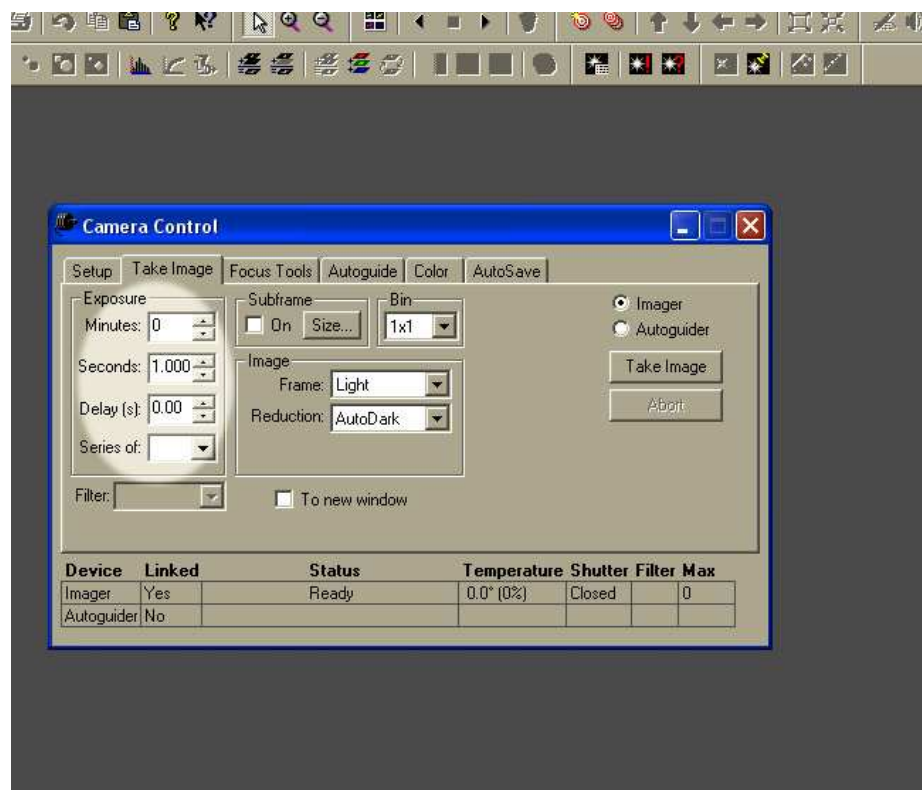 Camera Control
Setup Take Image Focus Tools Autoguide Color AutoSave
Exposure Subframe Bin
Minutes: 0 On Size... 1x1 Imager
Autoguider
Seconds: 1.000 Image Take Image
Frame: Light
Delay (s): 0.00 Reduction: AutoDark Abort
Series of:
Filter: To new window
Device Linked Status Temperature Shutter Filter Max
Imager Yes Ready 0.0° (0%) Closed 0
Autoguider No